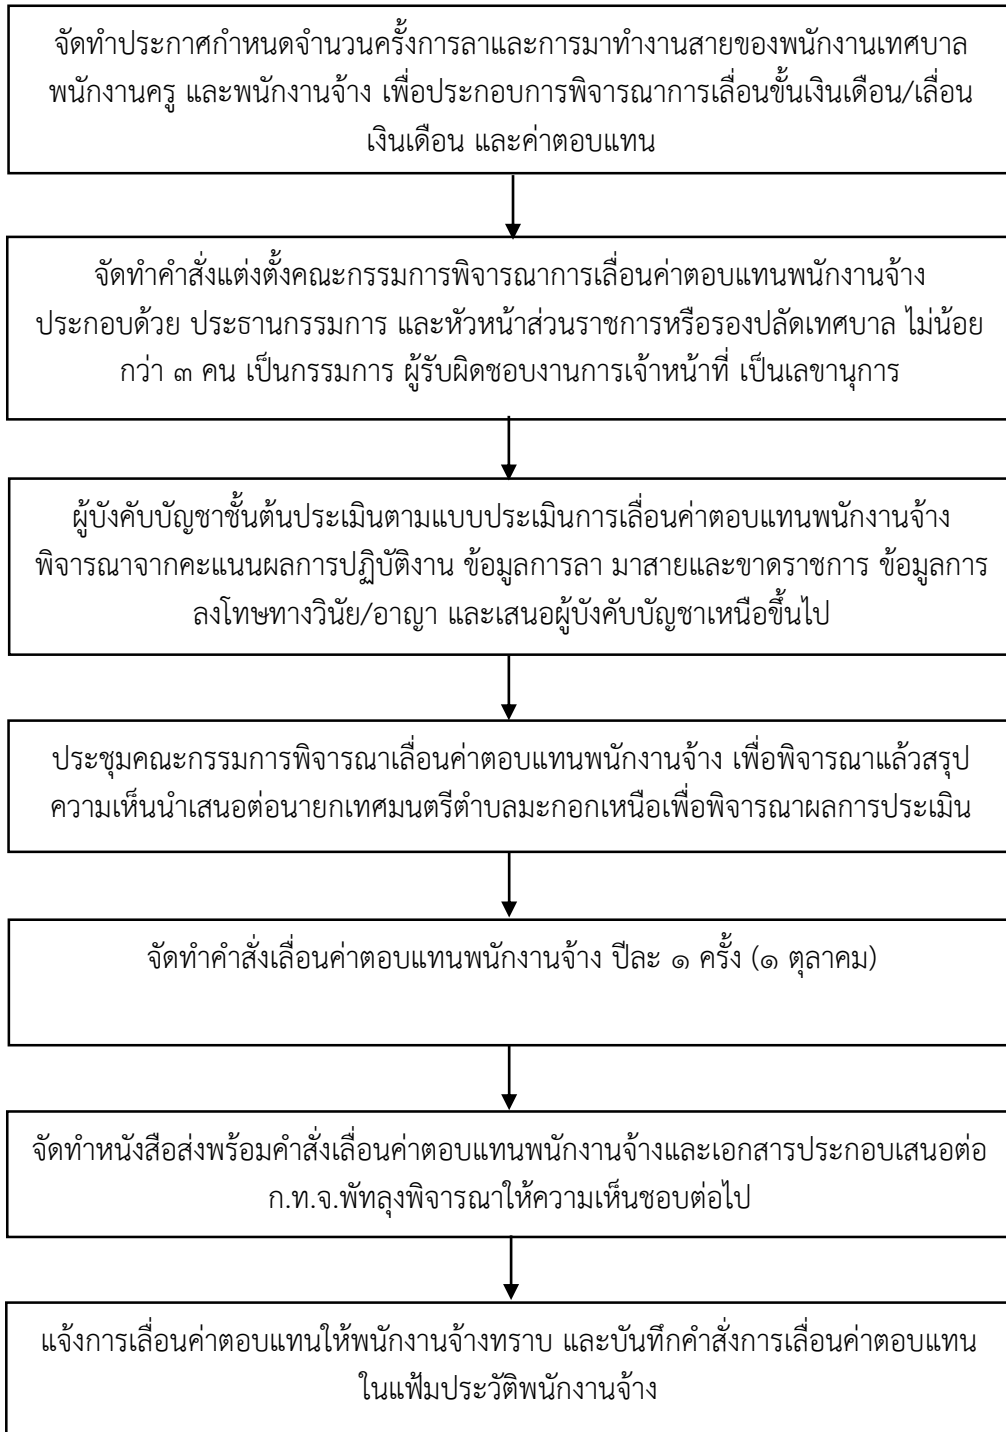 จัดทำประกาศกำหนดจำนวนครั้งการลาและการมาทำงานสายของพนักงานเทศบาล
พนักงานครู และพนักงานจ้าง เพื่อประกอบการพิจารณาการเลื่อนขั้นเงินเดือน/เลื่อน
เงินเดือน และค่าตอบแทน
จัดทำคำสั่งแต่งตั้งคณะกรรมการพิจารณาการเลื่อนค่าตอบแทนพนักงานจ้าง
ประกอบด้วย ประธานกรรมการ และหัวหน้าส่วนราชการหรือรองปลัดเทศบาล ไม่น้อย
กว่า ๓ คน เป็นกรรมการ ผู้รับผิดชอบงานการเจ้าหน้าที่ เป็นเลขานุการ
ผู้บังคับบัญชาชั้นต้นประเมินตามแบบประเมินการเลื่อนค่าตอบแทนพนักงานจ้าง
พิจารณาจากคะแนนผลการปฏิบัติงาน ข้อมูลการลา มาสายและขาดราชการ ข้อมูลการ
ลงโทษทางวินัย/อาญา และเสนอผู้บังคับบัญชาเหนือขึ้นไป
ประชุมคณะกรรมการพิจารณาเลื่อนค่าตอบแทนพนักงานจ้าง เพื่อพิจารณาแล้วสรุป
ความเห็นนำเสนอต่อนายกเทศมนตรีตำบลมะกอกเหนือเพื่อพิจารณาผลการประเมิน
จัดทำคำสั่งเลื่อนค่าตอบแทนพนักงานจ้าง ปีละ ๑ ครั้ง (๑ ตุลาคม)
จัดทำหนังสือส่งพร้อมคำสั่งเลื่อนค่าตอบแทนพนักงานจ้างและเอกสารประกอบเสนอต่อ
ก.ท.จ.พัทลุงพิจารณาให้ความเห็นชอบต่อไป
แจ้งการเลื่อนค่าตอบแทนให้พนักงานจ้างทราบ และบันทึกคำสั่งการเลื่อนค่าตอบแทน
ในแฟ้มประวัติพนักงานจ้าง